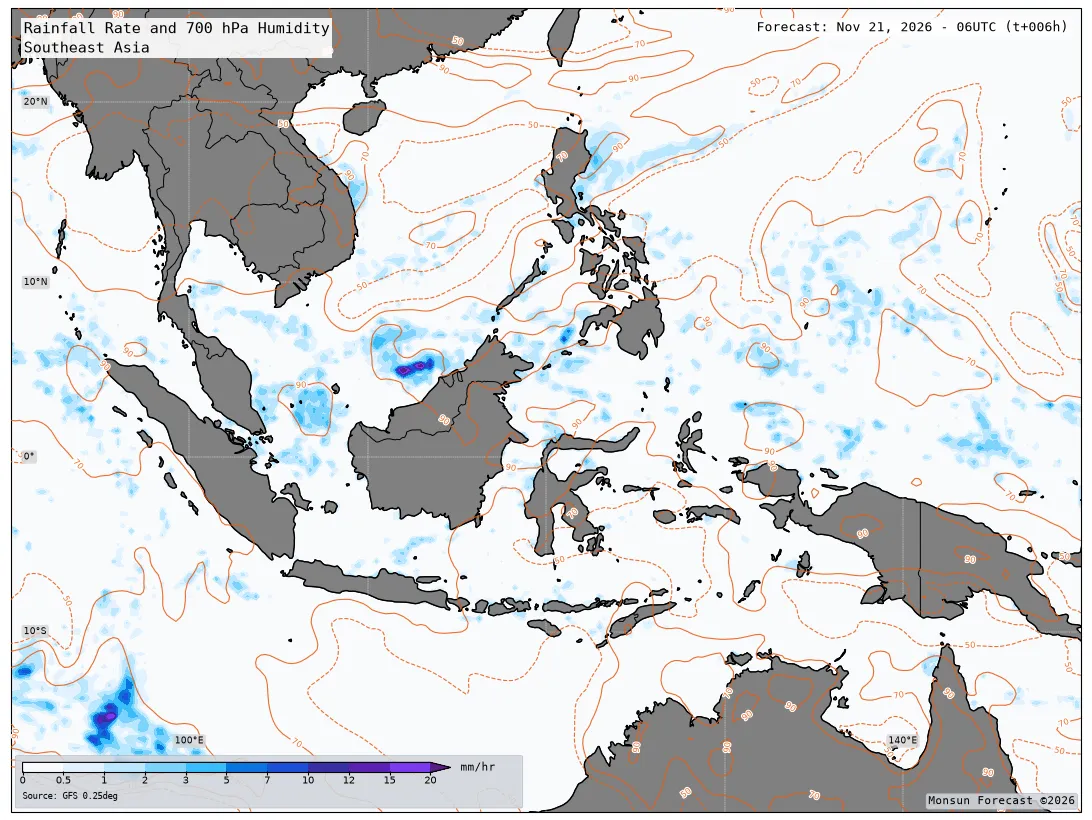 Rainfall Rate and 700 hPa Humidity
Southeast Asia
Forecast: Nov 21, 2026 - 06UTC (t+006h)
20°N
10°N
0°
10°S
100°E
140°E
0 0.5 1 2 3 5 7 10 12 15 20 mm/hr
Source: GFS 0.25deg
Monsun Forecast ©2026